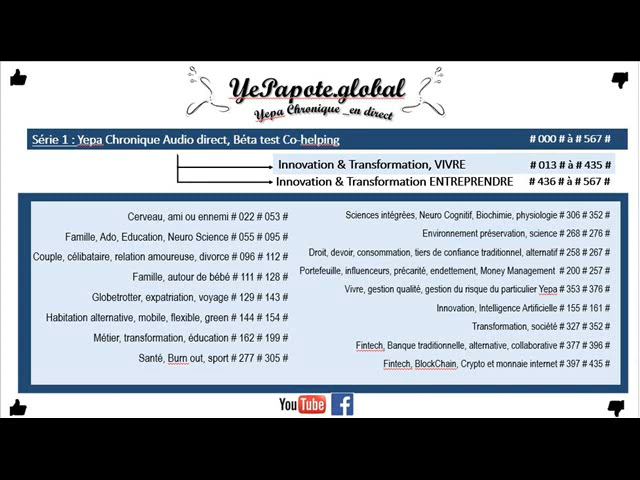 YePapote.global
Yepa Chronique _en direct
Série 1 : Yepa Chronique Audio direct, Béta test Co-helping # 000 # à # 567 #
Innovation & Transformation, VIVRE # 013 # à # 435 #
Innovation & Transformation ENTREPRENDRE # 436 # à # 567 #
Cerveau, ami ou ennemi # 022 # 053 #
Famille, Ado, Education, Neuro Science # 055 # 095 #
Couple, célibataire, relation amoureuse, divorce # 096 # 112 #
Famille, autour de bébé # 111 # 128 #
Globetrotter, expatriation, voyage # 129 # 143 #
Habitation alternative, mobile, flexible, green # 144 # 154 #
Métier, transformation, éducation # 162 # 199 #
Santé, Burn out, sport # 277 # 305 #
Sciences intégrées, Neuro Cognitif, Biochimie, physiologie # 306 # 352 #
Environnement préservation, science # 268 # 276 #
Droit, devoir, consommation, tiers de confiance traditionnel, alternatif # 258 # 267 #
Portefeuille, influenceurs, précarité, endettement, Money Management # 200 # 257 #
Vivre, gestion qualité, gestion du risque du particulier Yepa # 353 # 376 #
Innovation, Intelligence Artificielle # 155 # 161 #
Transformation, société # 327 # 352 #
Fintech, Banque traditionnelle, alternative, collaborative # 377 # 396 #
Fintech, BlockChain, Crypto et monnaie internet # 397 # 435 #
YouTube f